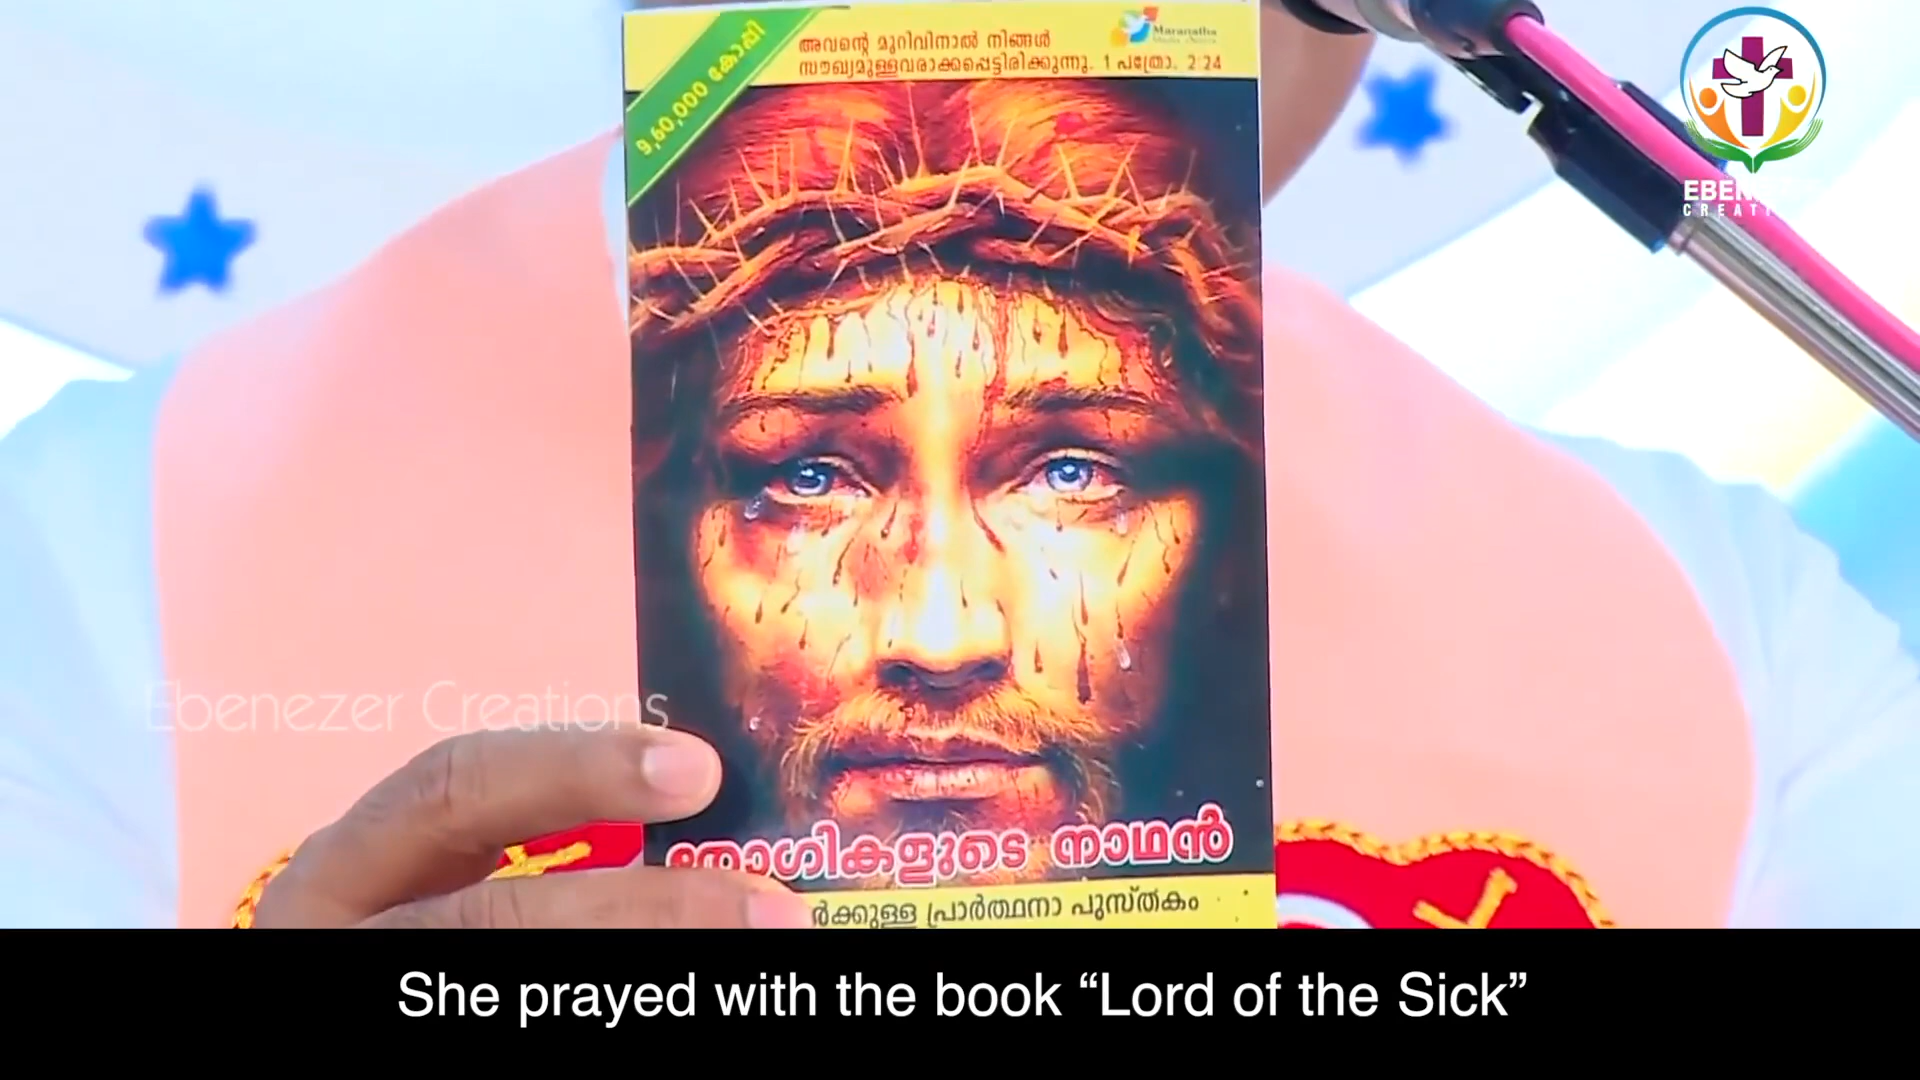 9,60,000 കോപ്പി
അവന്റെ മുറിവിനാൽ നിങ്ങൾ
സൗഖ്യമുള്ളവരാക്കപ്പെട്ടിരിക്കുന്നു. 1 പത്രോ. 2:24
Maranatha
Ebenezer Creations
രോഗികളുടെ നാഥൻ
ർക്കുള്ള പ്രാർത്ഥനാ പുസ്തകം
She prayed with the book “Lord of the Sick”